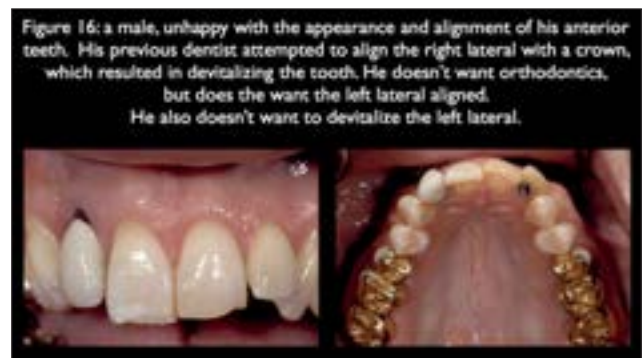 Figure 16: a male, unhappy with the appearance and alignment of his anterior
teeth. His previous dentist attempted to align the right lateral with a crown,
which resulted in devitalizing the tooth. He doesn't want orthodontics,
but does the want the left lateral aligned.
He also doesn't want to devitalize the left lateral.